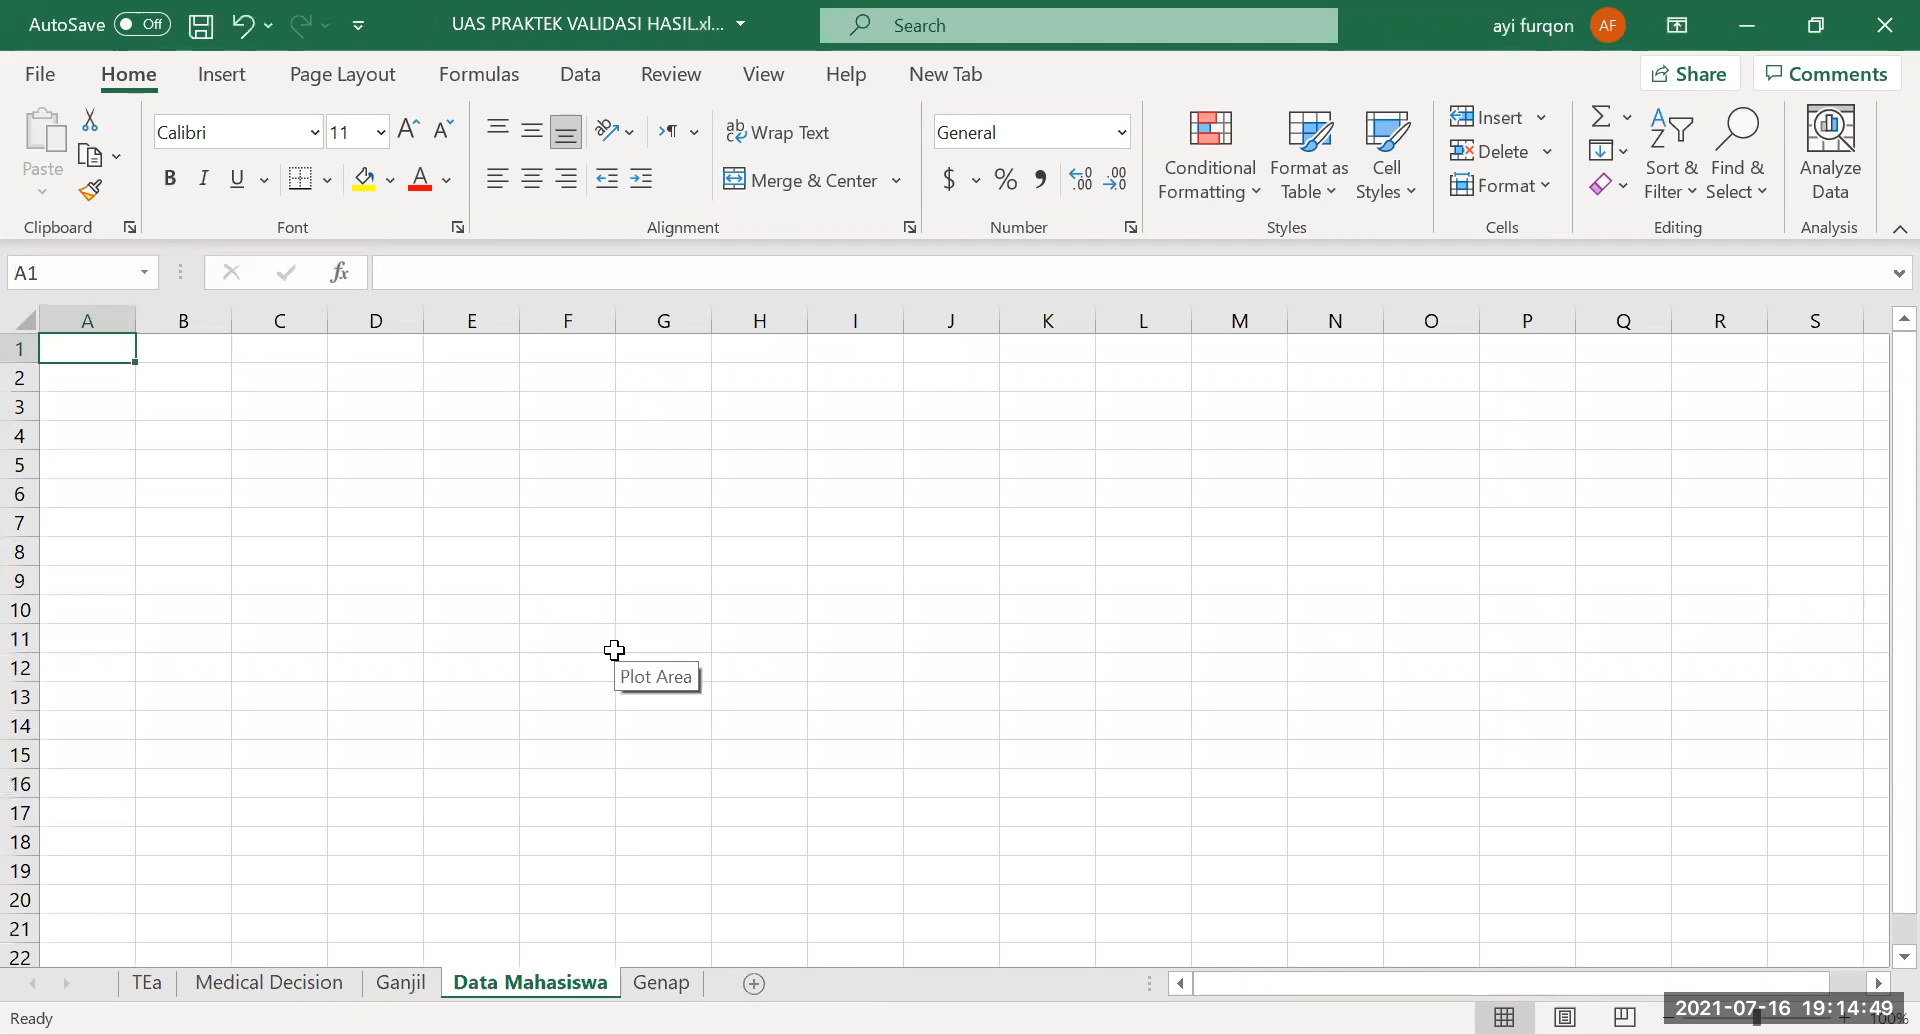 AutoSave Off UAS PRAKTEK VALIDASI HASIL.xl... Search ayi furqon AF
File Home Insert Page Layout Formulas Data Review View Help New Tab Share Comments
Paste
Clipboard
Calibri 11
B I U A
Font
Wrap Text
Merge & Center
Alignment
General
$ % .00 .00
Number
Conditional Formatting
Format as Table
Cell Styles
Styles
Insert
Delete
Format
Cells
Sort & Filter
Find & Select
Editing
Analyze Data
Analysis
A1 fx
A B C D E F G H I J K L M N O P Q R S
1
2
3
4
5
6
7
8
9
10
11
12
Plot Area
13
14
15
16
17
18
19
20
21
22
TEa Medical Decision Ganjil Data Mahasiswa Genap
Ready 2021-07-16 19:14:49 100%